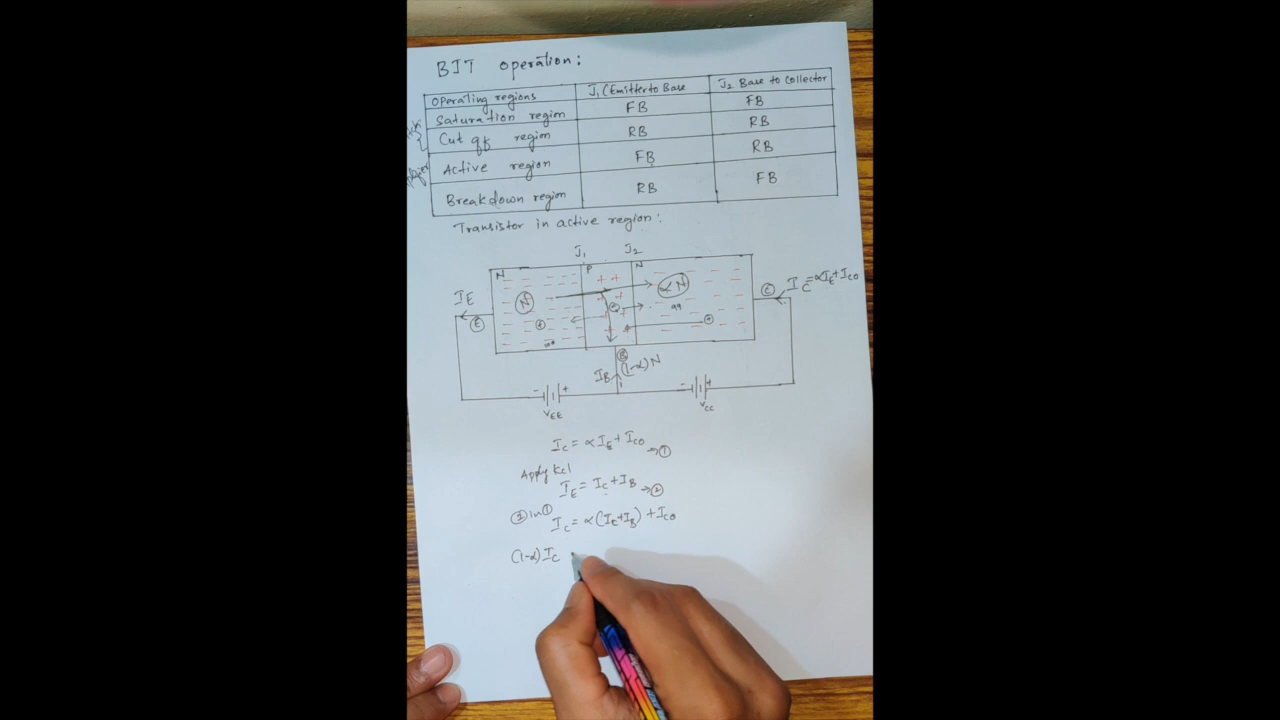 BJT operation:
Operating regions J1 (Emitter to Base J2 Base to Collector
Saturation region FB FB
Cut off region RB RB
Active region FB RB
Breakdown region RB FB
Transistor in active region:
J1 J2
N P N
IE N αN C IC=αIE+ICO
E
B (1-α)N
IB
- + - +
VEE VCC
IC = αIE + ICO →①
Apply Kcl
IE = IC + IB →②
② in ①
IC = α(IC+IB) + ICO
(1-α)IC